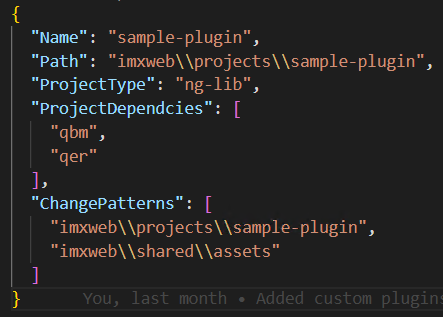 {
"Name": "sample-plugin",
"Path": "imxweb\\projects\\sample-plugin",
"ProjectType": "ng-lib",
"ProjectDependcies": [
"qbm",
"qer"
],
"ChangePatterns": [
"imxweb\\projects\\sample-plugin",
"imxweb\\shared\\assets"
]
} You, last month • Added custom plugins